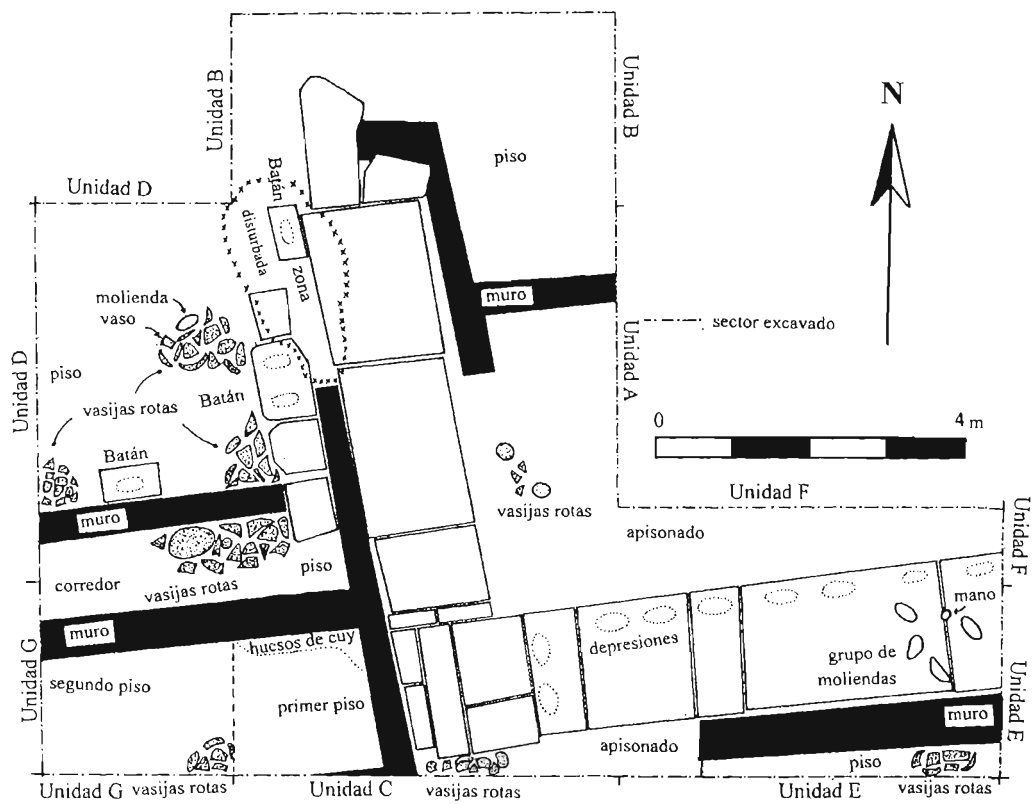 Unidad B
Unidad B
N
piso
Unidad D
Batán
disturbada
zona
muro
molienda
vaso
sector excavado
Unidad D
piso
Unidad A
vasijas rotas
Batán
0
4 m
Batán
Unidad F
vasijas rotas
muro
apisonado
Unidad F
corredor
vasijas rotas
piso
mano
muro
huesos de cuy
depresiones
grupo de
moliendas
Unidad G
segundo piso
primer piso
muro
Unidad E
apisonado
piso
Unidad G
vasijas rotas
Unidad C
vasijas rotas
Unidad E
vasijas rotas